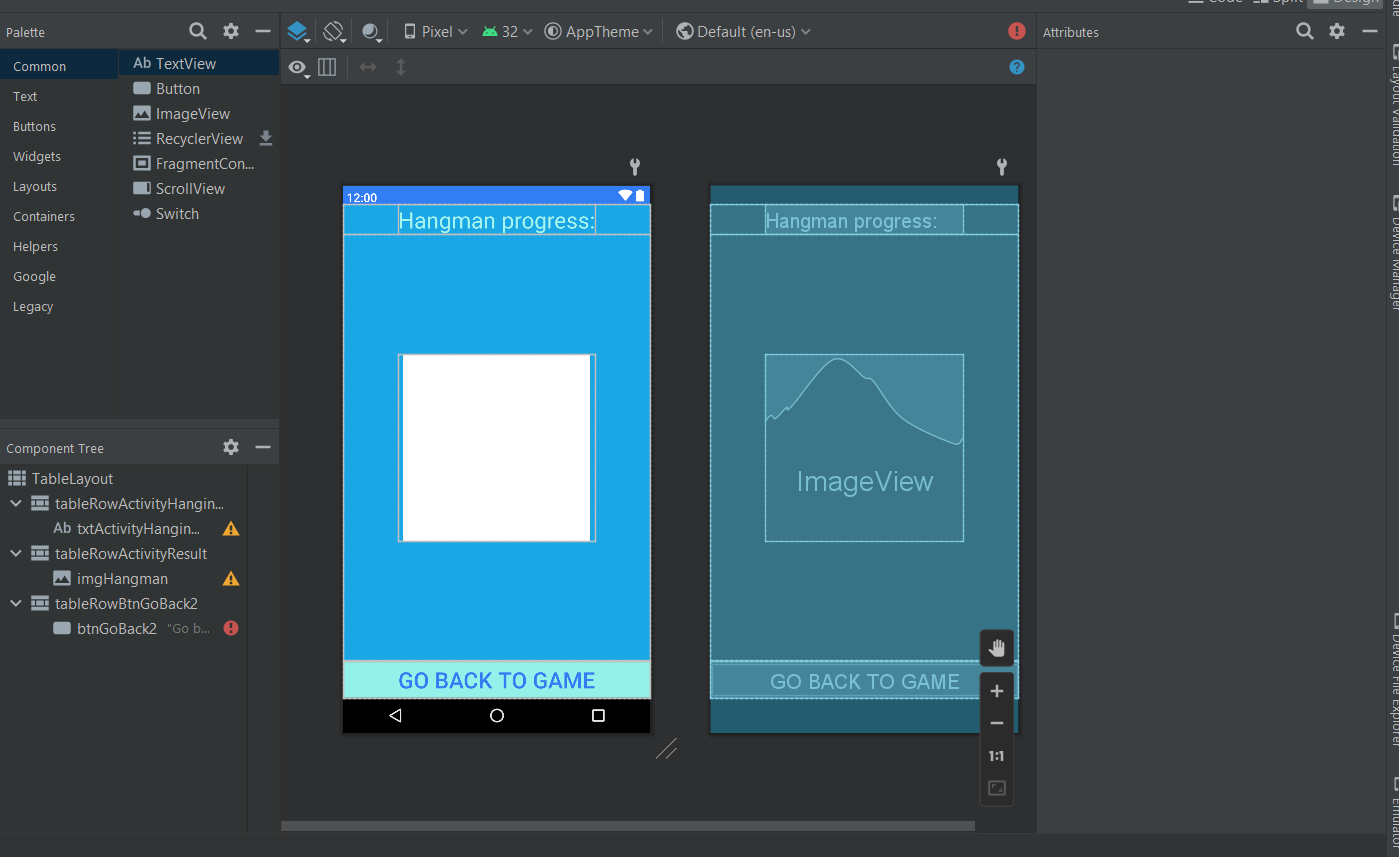 Code Split Design
Palette
Pixel 32 AppTheme Default (en-us)
Attributes
Common
Text
Buttons
Widgets
Layouts
Containers
Helpers
Google
Legacy
Ab TextView
Button
ImageView
RecyclerView
FragmentCon...
ScrollView
Switch
12:00
Hangman progress:
GO BACK TO GAME
Hangman progress:
ImageView
GO BACK TO GAME
1:1
Component Tree
TableLayout
tableRowActivityHangin...
Ab txtActivityHangin...
tableRowActivityResult
imgHangman
tableRowBtnGoBack2
btnGoBack2 "Go b...
Layout Validation
Device Manager
Device File Explorer
Emulator